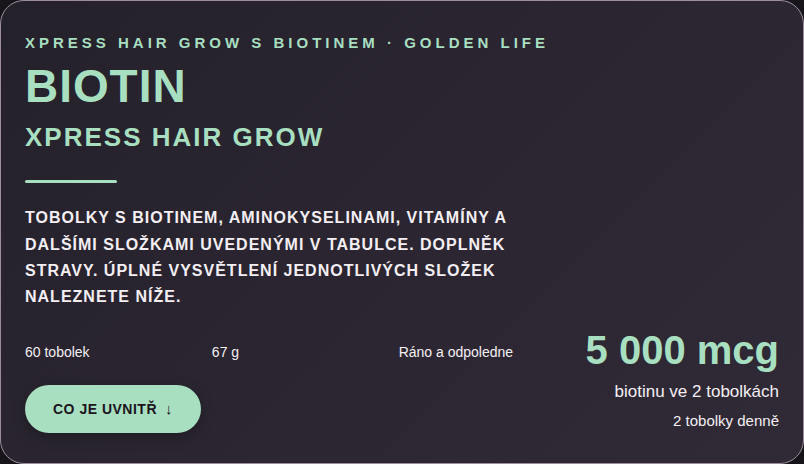 XPRESS HAIR GROW S BIOTINEM · GOLDEN LIFE
BIOTIN
XPRESS HAIR GROW
TOBOLKY S BIOTINEM, AMINOKYSELINAMI, VITAMÍNY A
DALŠÍMI SLOŽKAMI UVEDENÝMI V TABULCE. DOPLNĚK
STRAVY. ÚPLNÉ VYSVĚTLENÍ JEDNOTLIVÝCH SLOŽEK
NALEZNETE NÍŽE.
60 tobolek
67 g
Ráno a odpoledne
5 000 mcg
biotinu ve 2 tobolkách
2 tobolky denně
CO JE UVNITŘ ↓